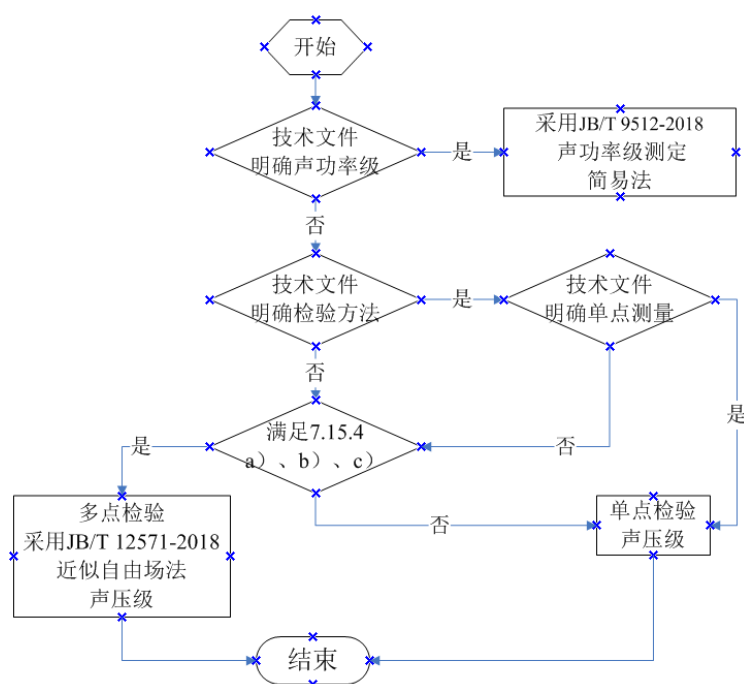 开始
技术文件
明确声功率级
是
采用JB/T 9512-2018
声功率级测定
简易法
否
技术文件
明确检验方法
是
技术文件
明确单点测量
否
是
满足7.15.4
a）、b）、c）
是
否
多点检验
采用JB/T 12571-2018
近似自由场法
声压级
否
单点检验
声压级
结束